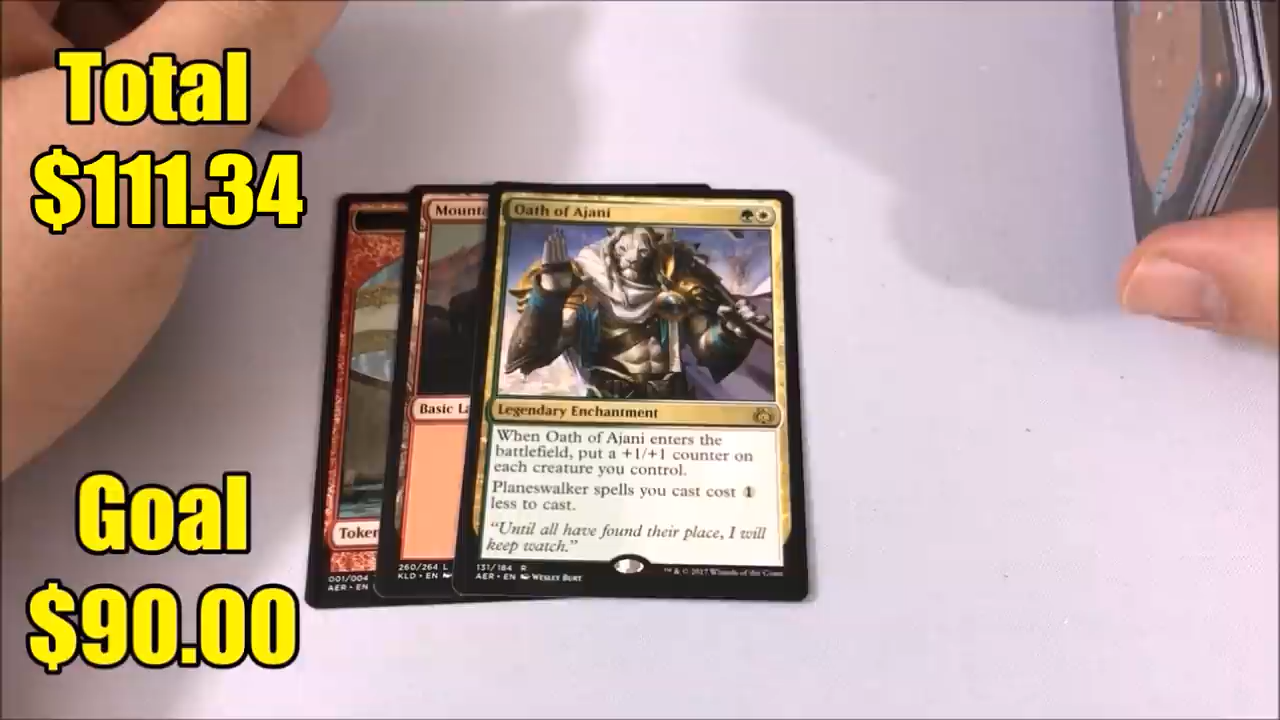 Total
$111.34
Goal
$90.00
Token
001/004
AER • EN
Mounta
Basic La
260/264 L
KLD • EN
Oath of Ajani
Legendary Enchantment
When Oath of Ajani enters the
battlefield, put a +1/+1 counter on
each creature you control.
Planeswalker spells you cast cost 1
less to cast.
"Until all have found their place, I will
keep watch."
131/184 R
AER • EN Wesley Burt
™ & © 2017 Wizards of the Coast